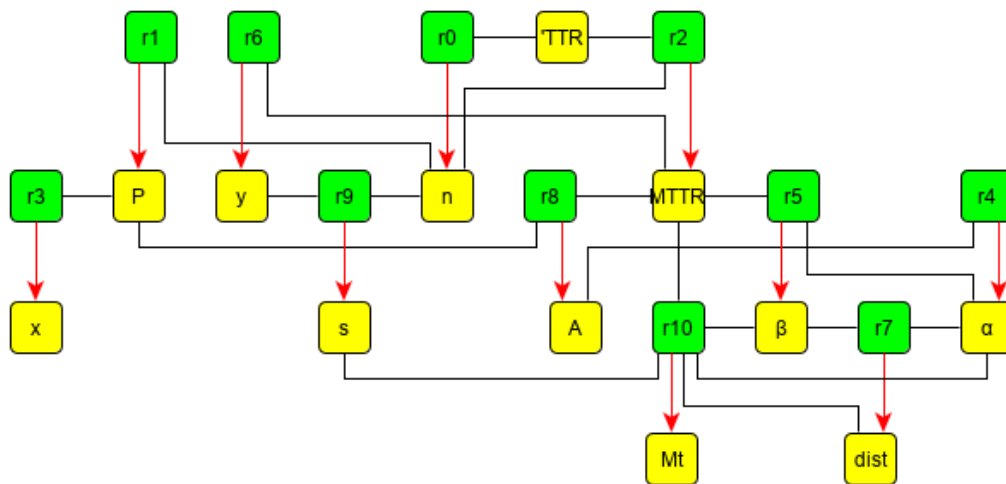 r1 r6 r0 'TTR r2
r3 P y r9 n r8 MTTR r5 r4
x s A r10 β r7 α
Mt dist